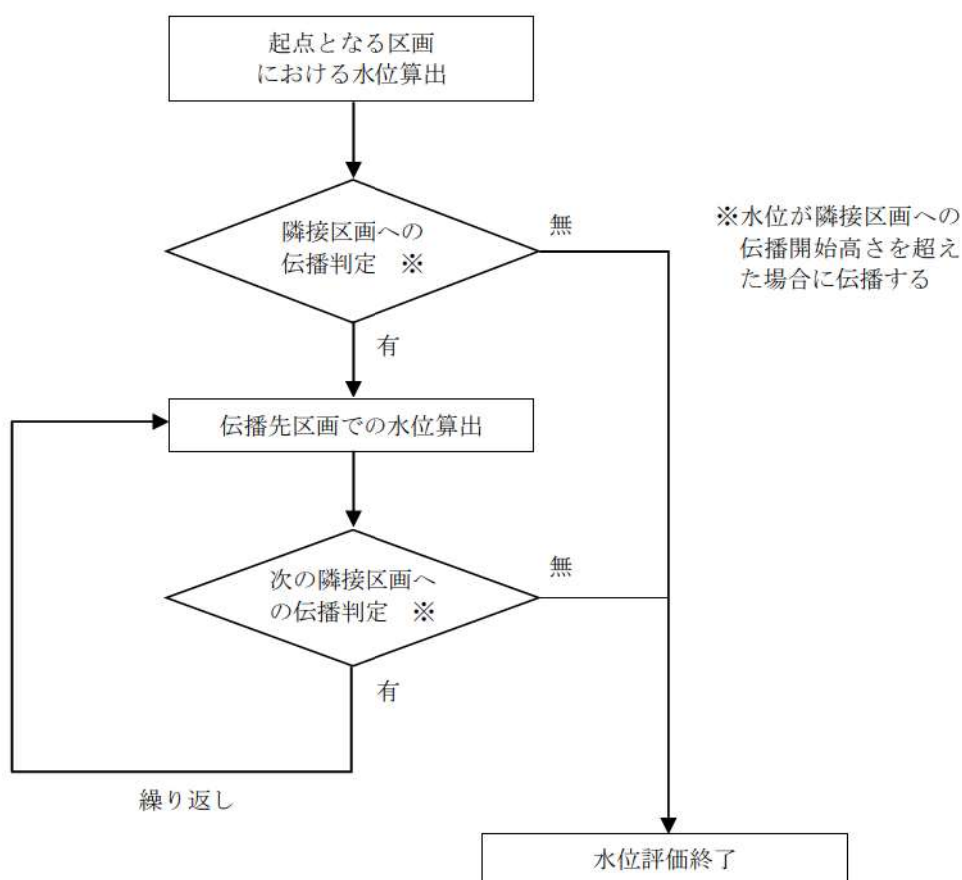 起点となる区画
における水位算出
隣接区画への
伝播判定　※
無
※水位が隣接区画への
伝播開始高さを超え
た場合に伝播する
有
伝播先区画での水位算出
次の隣接区画へ
の伝播判定　※
無
有
繰り返し
水位評価終了